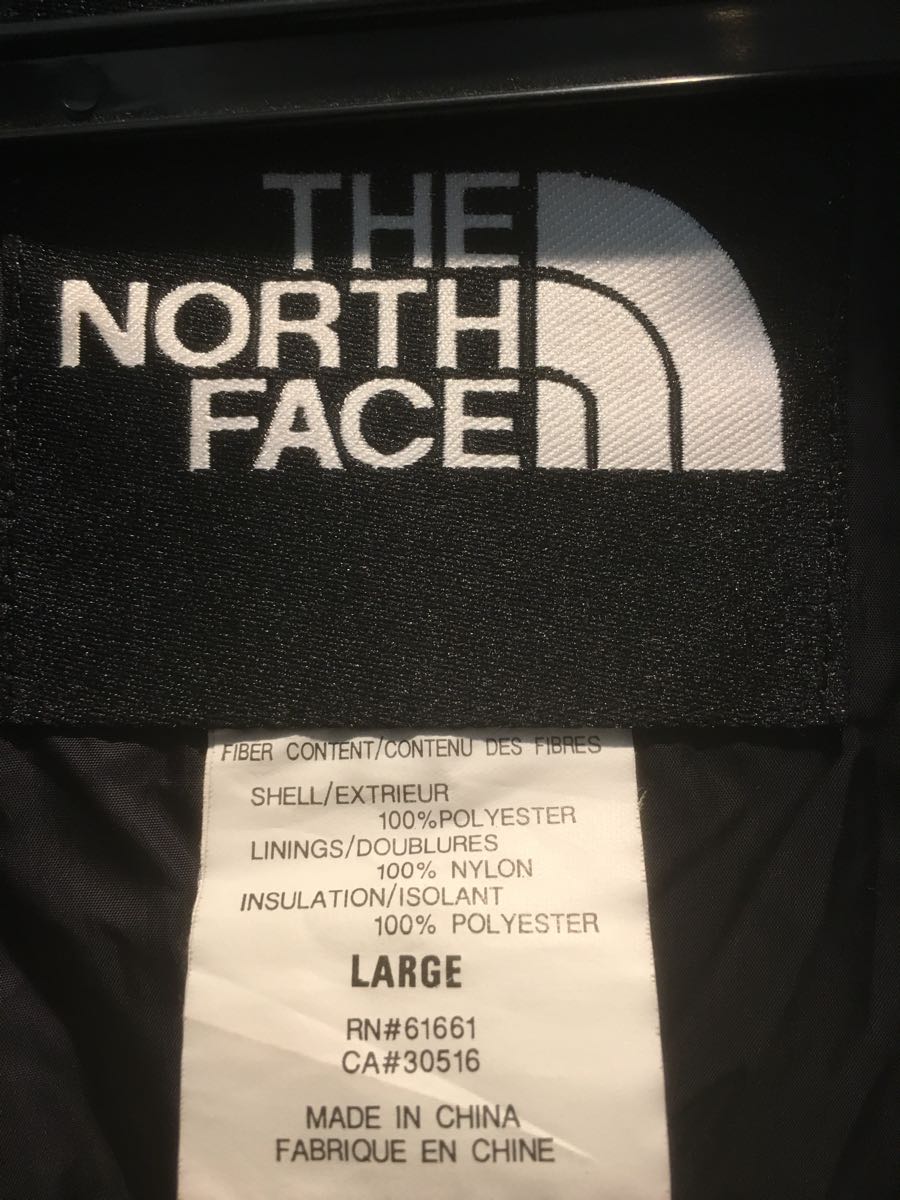 THE
NORTH
FACE
FIBER CONTENT/CONTENU DES FIBRES
SHELL/EXTRIEUR
100%POLYESTER
LININGS/DOUBLURES
100% NYLON
INSULATION/ISOLANT
100% POLYESTER
LARGE
RN#61661
CA#30516
MADE IN CHINA
FABRIQUE EN CHINE